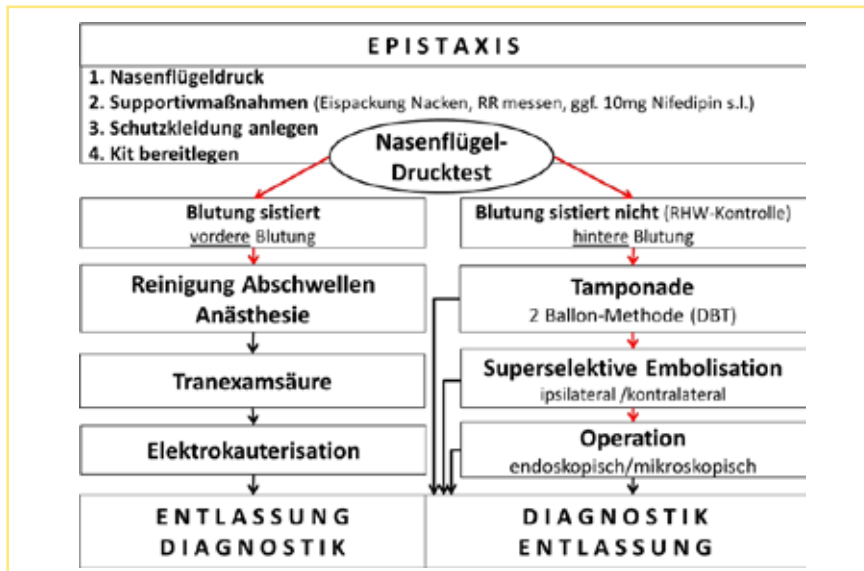 EPISTAXIS
1. Nasenflügeldruck
2. Supportivmaßnahmen (Eispackung Nacken, RR messen, ggf. 10mg Nifedipin s.l.)
3. Schutzkleidung anlegen
4. Kit bereitlegen
Nasenflügel-
Drucktest
Blutung sistiert
vordere Blutung
Blutung sistiert nicht (RHW-Kontrolle)
hintere Blutung
Reinigung Abschwellen
Anästhesie
Tamponade
2 Ballon-Methode (DBT)
Tranexamsäure
Superselektive Embolisation
ipsilateral /kontralateral
Elektrokauterisation
Operation
endoskopisch/mikroskopisch
ENTLASSUNG
DIAGNOSTIK
DIAGNOSTIK
ENTLASSUNG